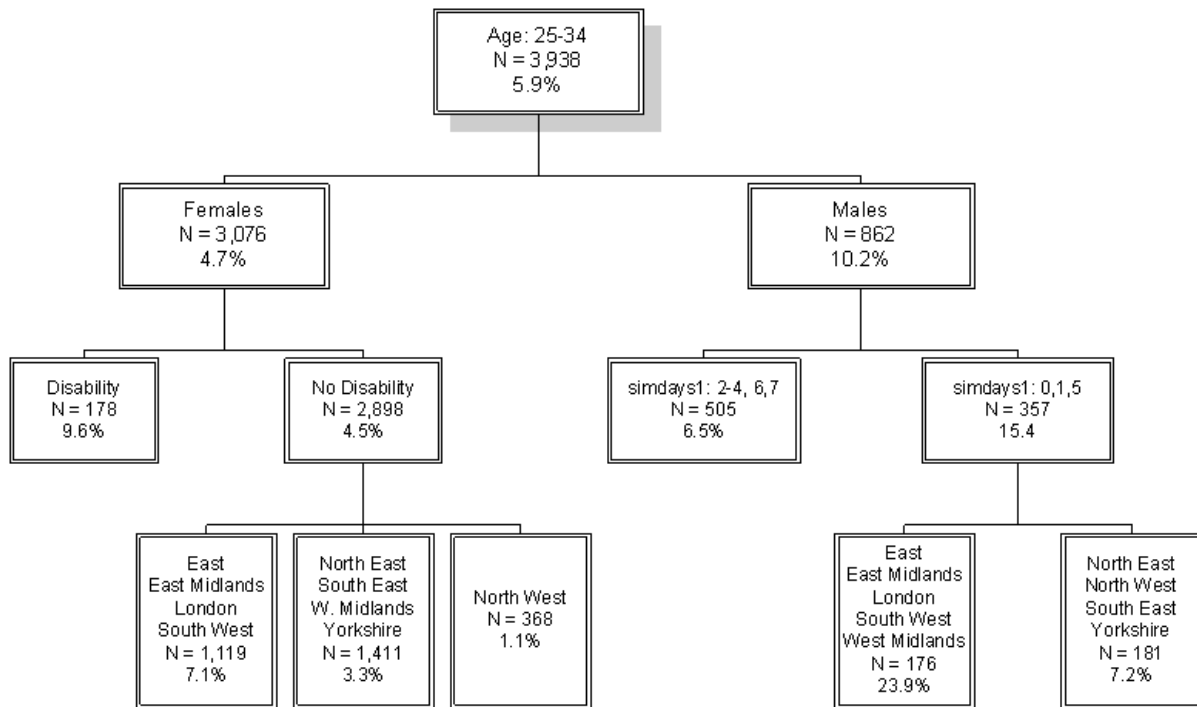 Age: 25-34
N = 3,938
5.9%
Females
N = 3,076
4.7%
Males
N = 862
10.2%
Disability
N = 178
9.6%
No Disability
N = 2,898
4.5%
simdays1: 2-4, 6,7
N = 505
6.5%
simdays1: 0,1,5
N = 357
15.4
East
East Midlands
London
South West
N = 1,119
7.1%
North East
South East
W. Midlands
Yorkshire
N = 1,411
3.3%
North West
N = 368
1.1%
East
East Midlands
London
South West
West Midlands
N = 176
23.9%
North East
North West
South East
Yorkshire
N = 181
7.2%